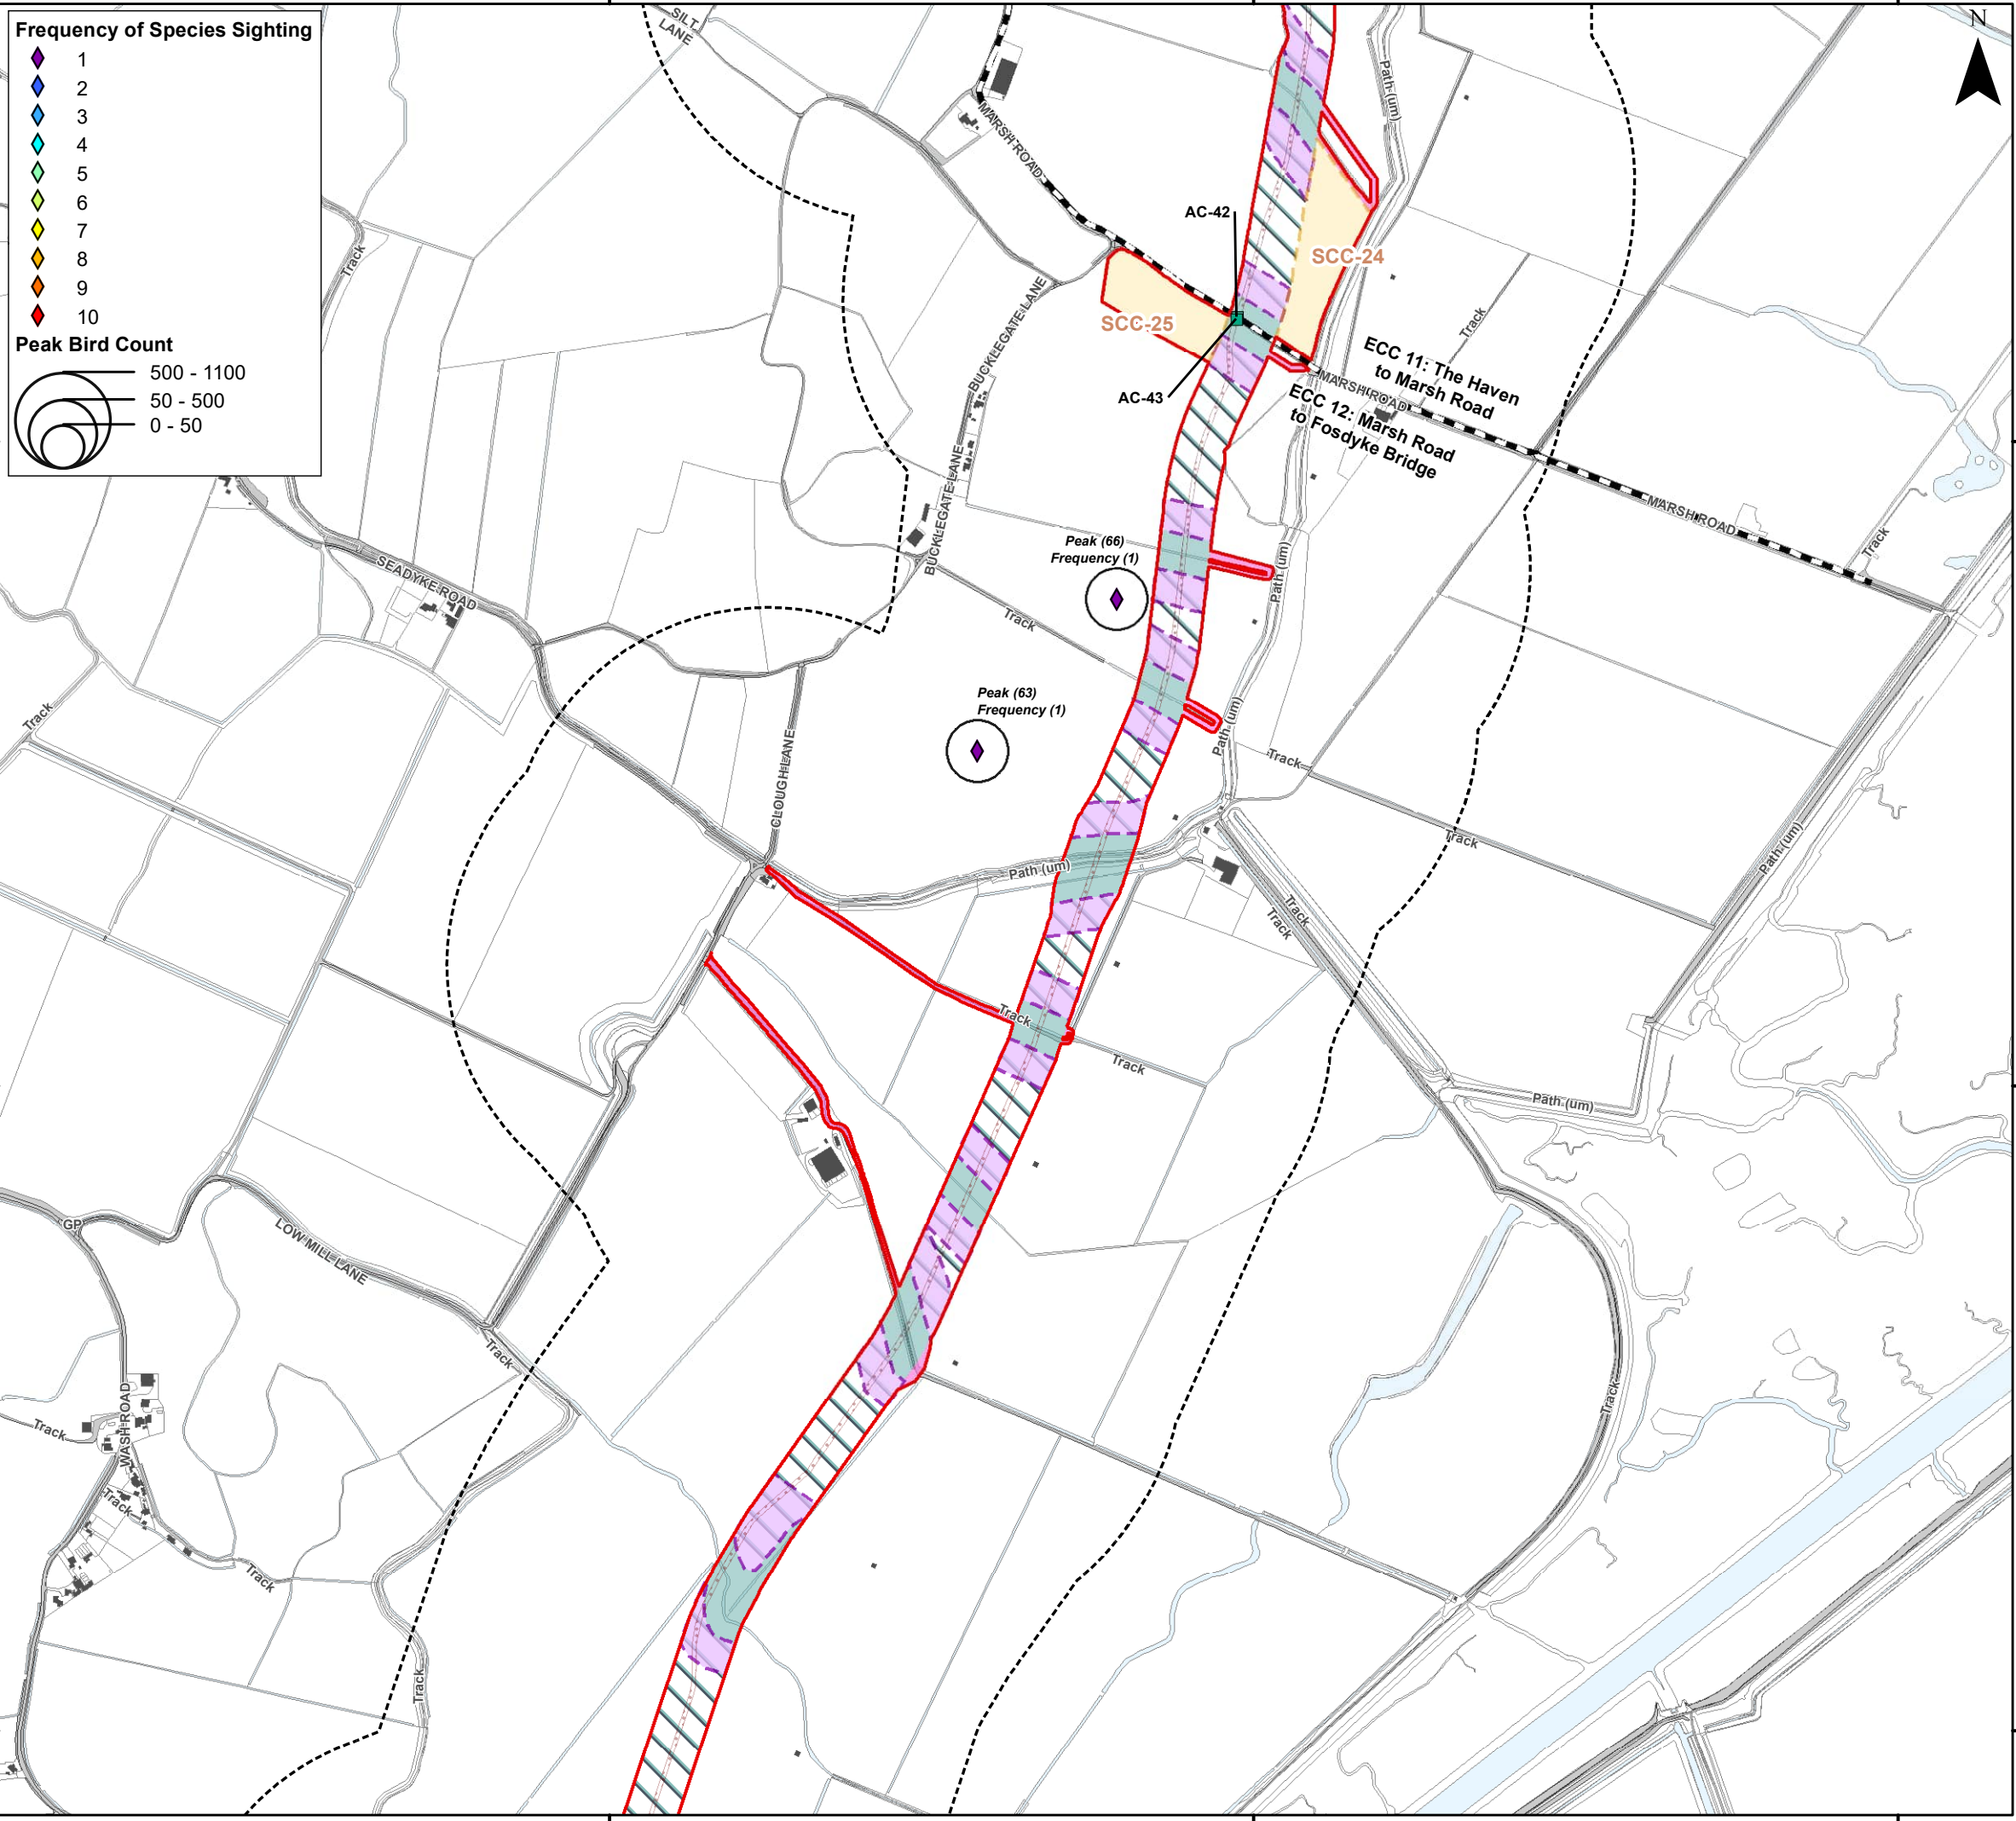 Frequency of Species Sighting
1
2
3
4
5
6
7
8
9
10
Peak Bird Count
500 - 1100
50 - 500
0 - 50
N
SILT
LANE
MARSH ROAD
Path (um)
Track
AC-42
SCC-24
SCC-25
BUCKLEGATE LANE
Track
ECC 11: The Haven
to Marsh Road
MARSH ROAD
AC-43
ECC 12: Marsh Road
to Fosdyke Bridge
BUCKLEGATE LANE
MARSH ROAD
Track
Peak (66)
Frequency (1)
Path (um)
SEADYKE ROAD
Track
Peak (63)
Frequency (1)
Track
Path (um)
Track
CLOUGH LANE
Track
Path (um)
Path (um)
Track
Track
Track
Track
Path (um)
GP
LOW MILL LANE
Track
Track
WASH ROAD
Track
Track
Track
Track